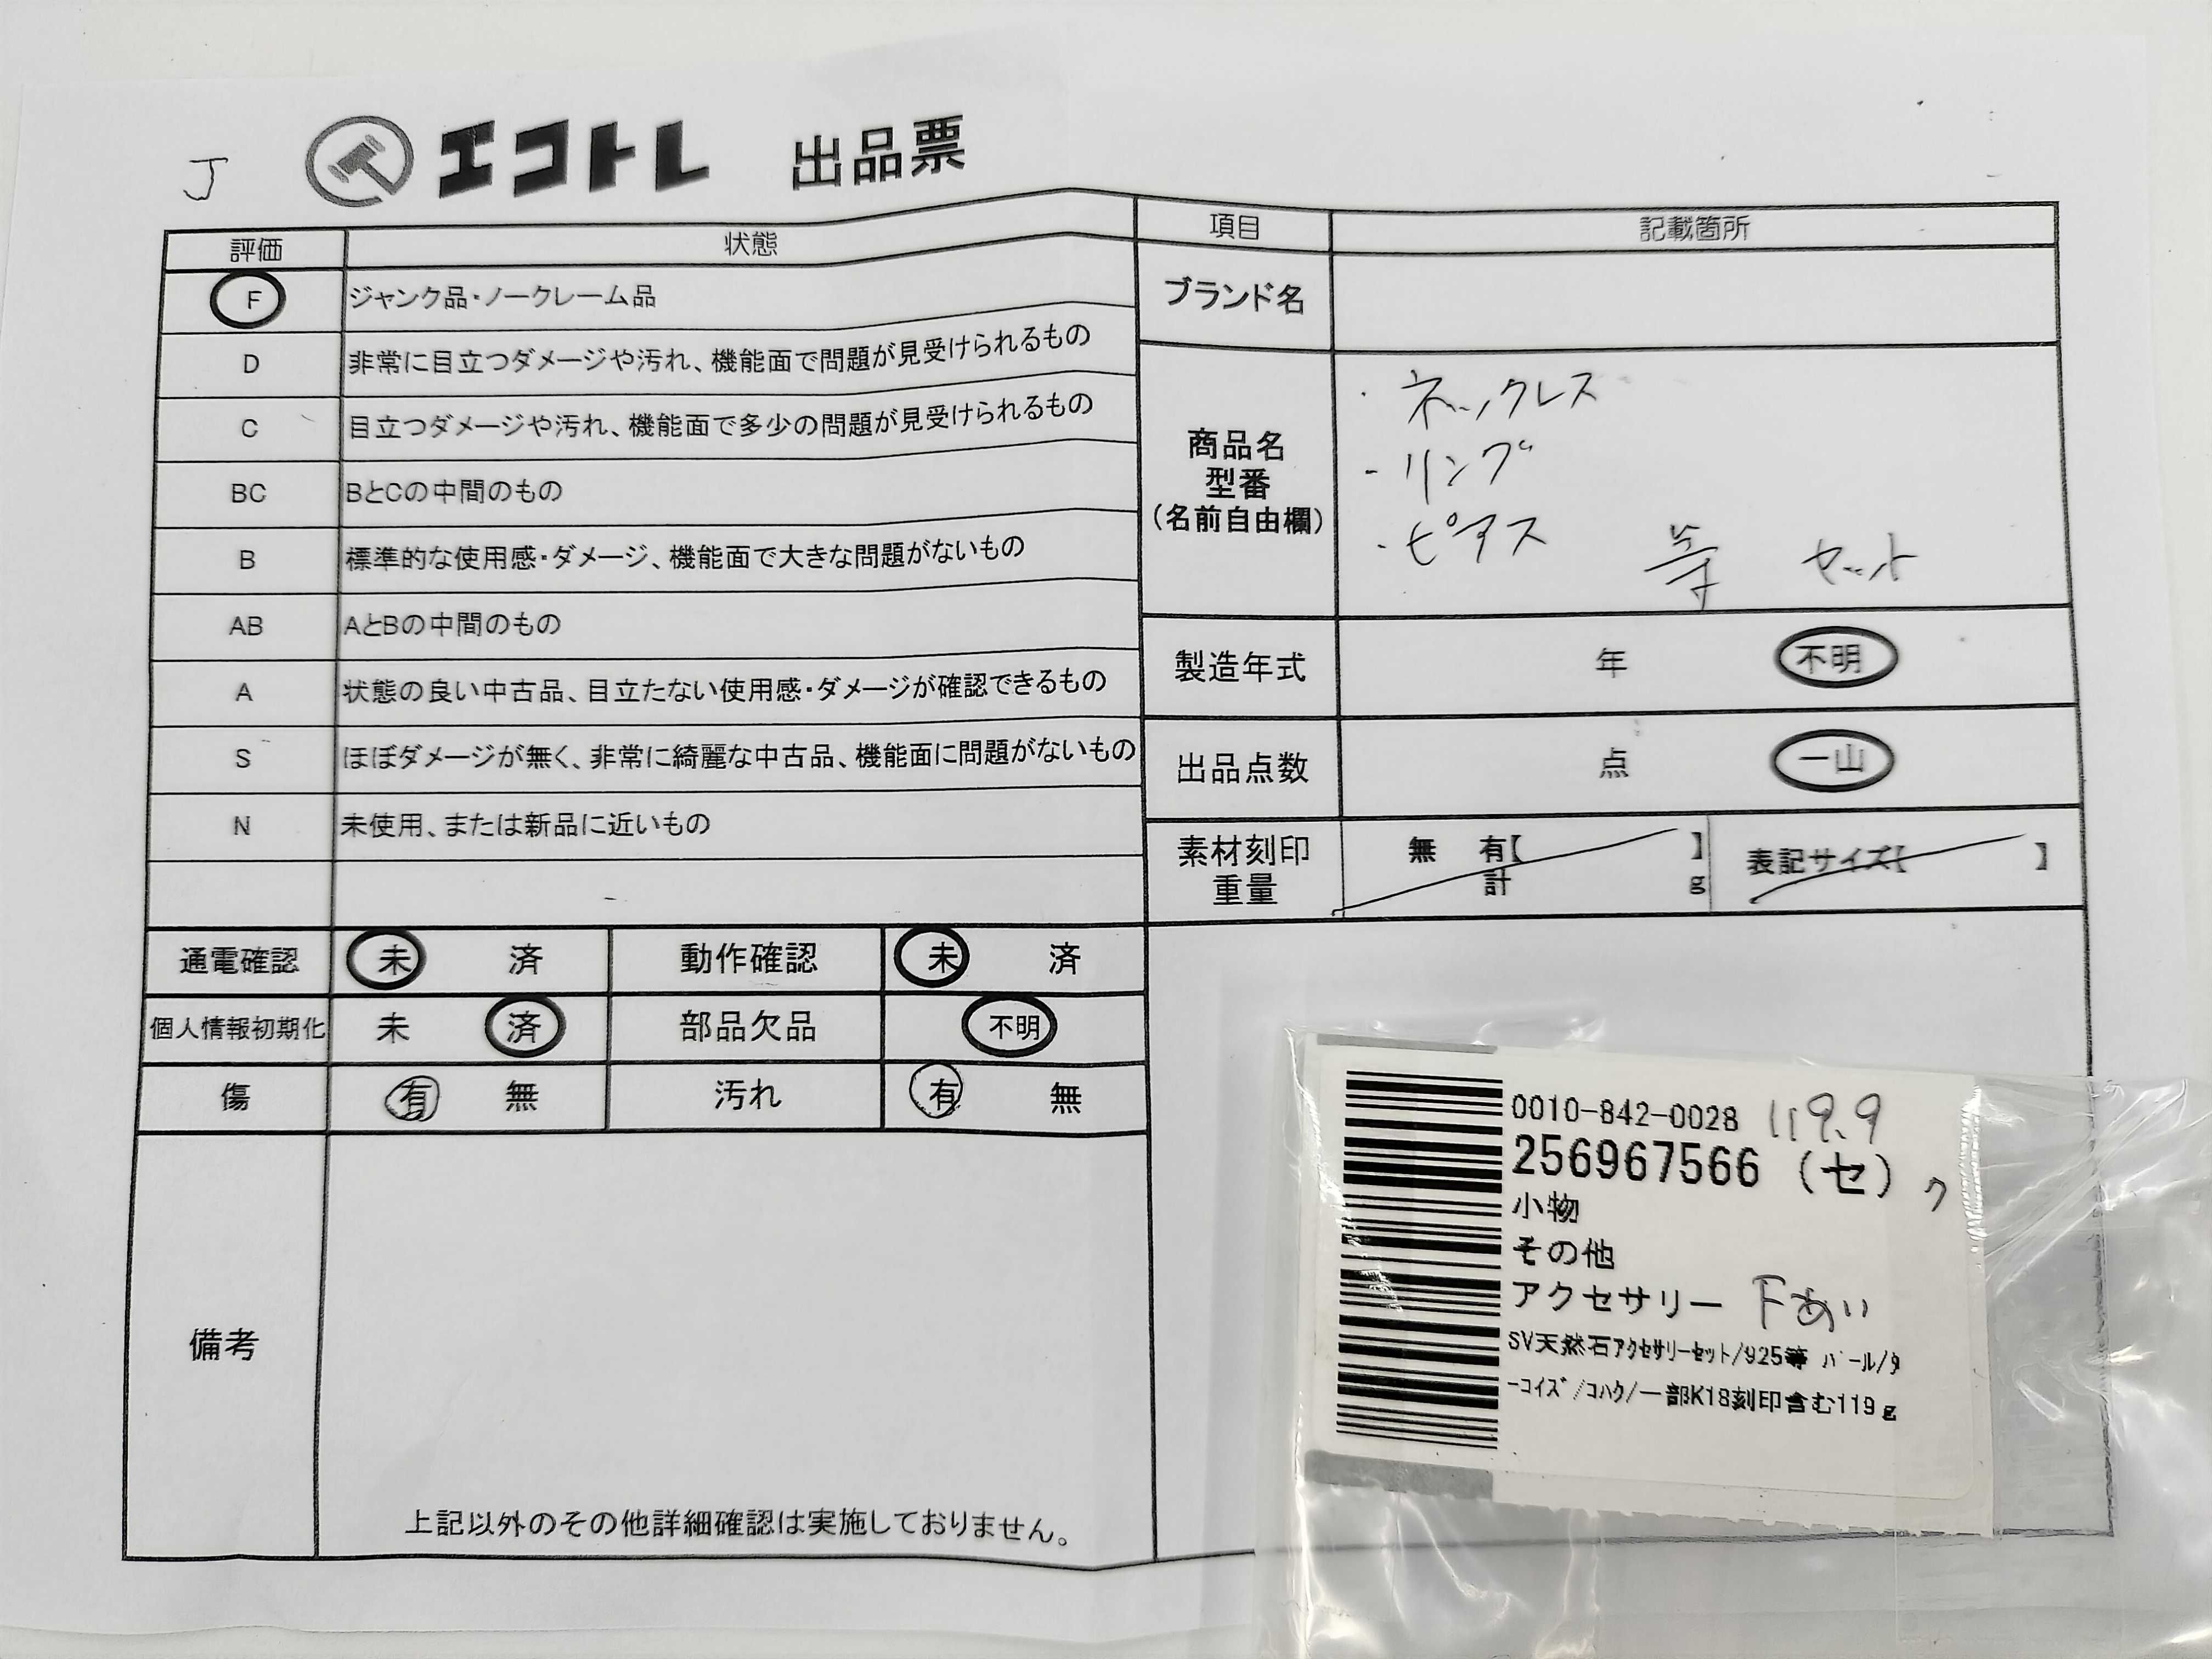 J
エコトレ 出品票
評価 状態
F ジャンク品・ノークレーム品
D 非常に目立つダメージや汚れ、機能面で問題が見受けられるもの
C 目立つダメージや汚れ、機能面で多少の問題が見受けられるもの
BC BとCの中間のもの
B 標準的な使用感・ダメージ、機能面で大きな問題がないもの
AB AとBの中間のもの
A 状態の良い中古品、目立たない使用感・ダメージが確認できるもの
S ほぼダメージが無く、非常に綺麗な中古品、機能面に問題がないもの
N 未使用、または新品に近いもの
通電確認 未 済 動作確認 未 済
個人情報初期化 未 済 部品欠品 不明
傷 有 無 汚れ 有 無
備考
上記以外のその他詳細確認は実施しておりません。
項目 記載箇所
ブランド名
商品名
型番
(名前自由欄)
・ネックレス
・リング
・ピアス 等 セット
製造年式 年 不明
出品点数 点 一山
素材刻印 無 有【 】 表記サイズ【 】
重量 計 g
0010-842-0028 119.9
256967566 (セ) ク
小物
その他
アクセサリー Fあい
SV天然石ｱｸｾｻﾘｰｾｯﾄ/925等 ﾊﾟｰﾙ/ﾀ
ｰｺｲｽﾞ/ｺﾊｸ/一部K18刻印含む119g